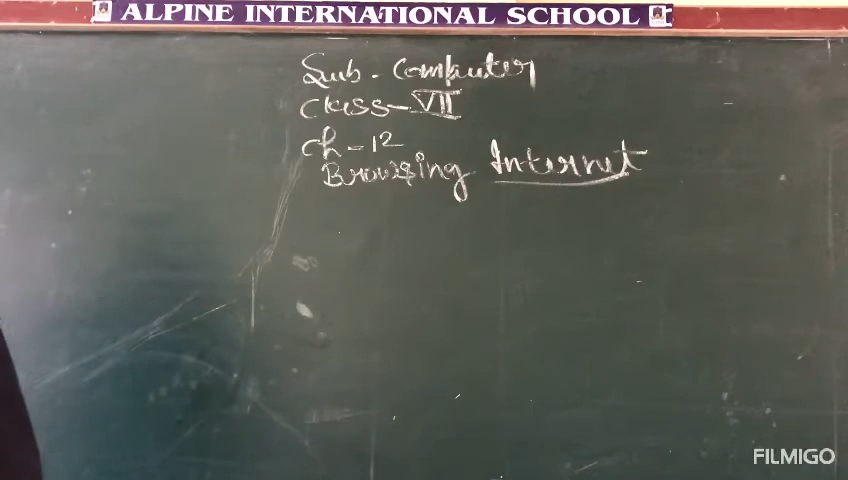 ALPINE INTERNATIONAL SCHOOL
Sub - Computer
Class - VII
Ch - 12
Browsing Internet
FILMIGO